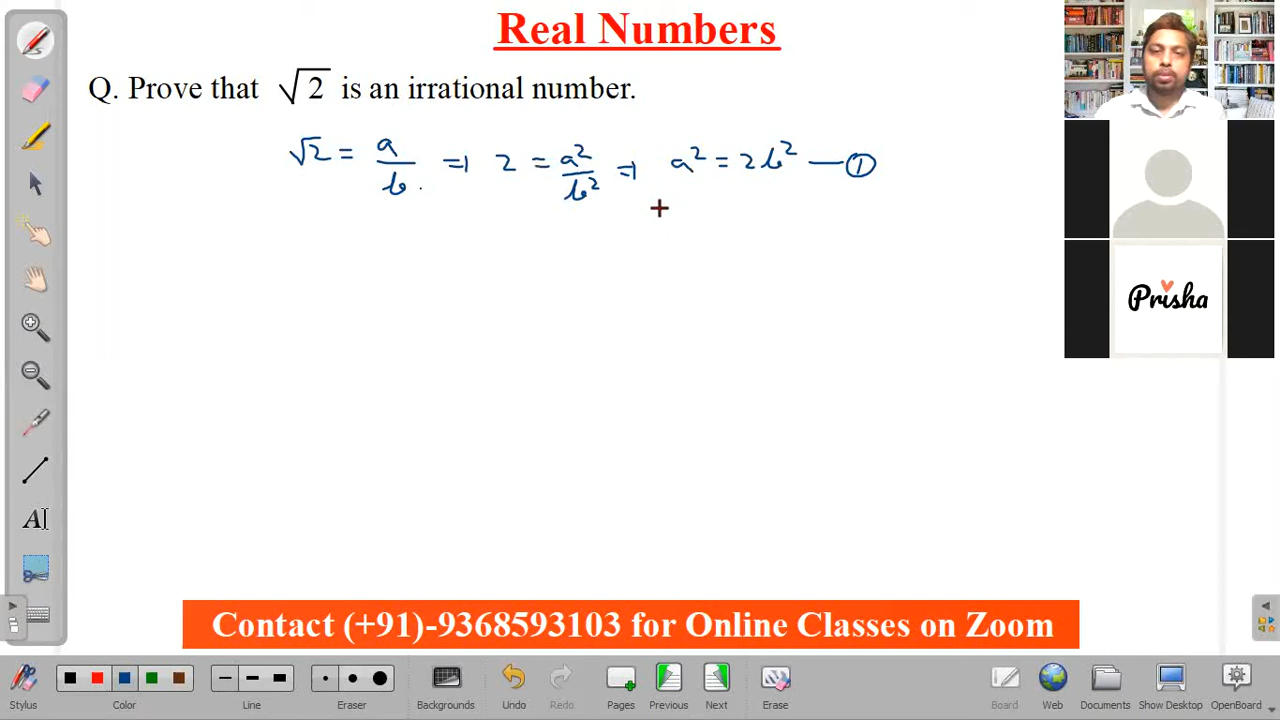 Real Numbers
Q. Prove that √2 is an irrational number.
√2 = a/b ⇒ 2 = a²/b² ⇒ a² = 2b² — ①
Prisha
AI
Contact (+91)-9368593103 for Online Classes on Zoom
Stylus Color Line Eraser Backgrounds Undo Redo Pages Previous Next Erase Board Web Documents Show Desktop OpenBoard